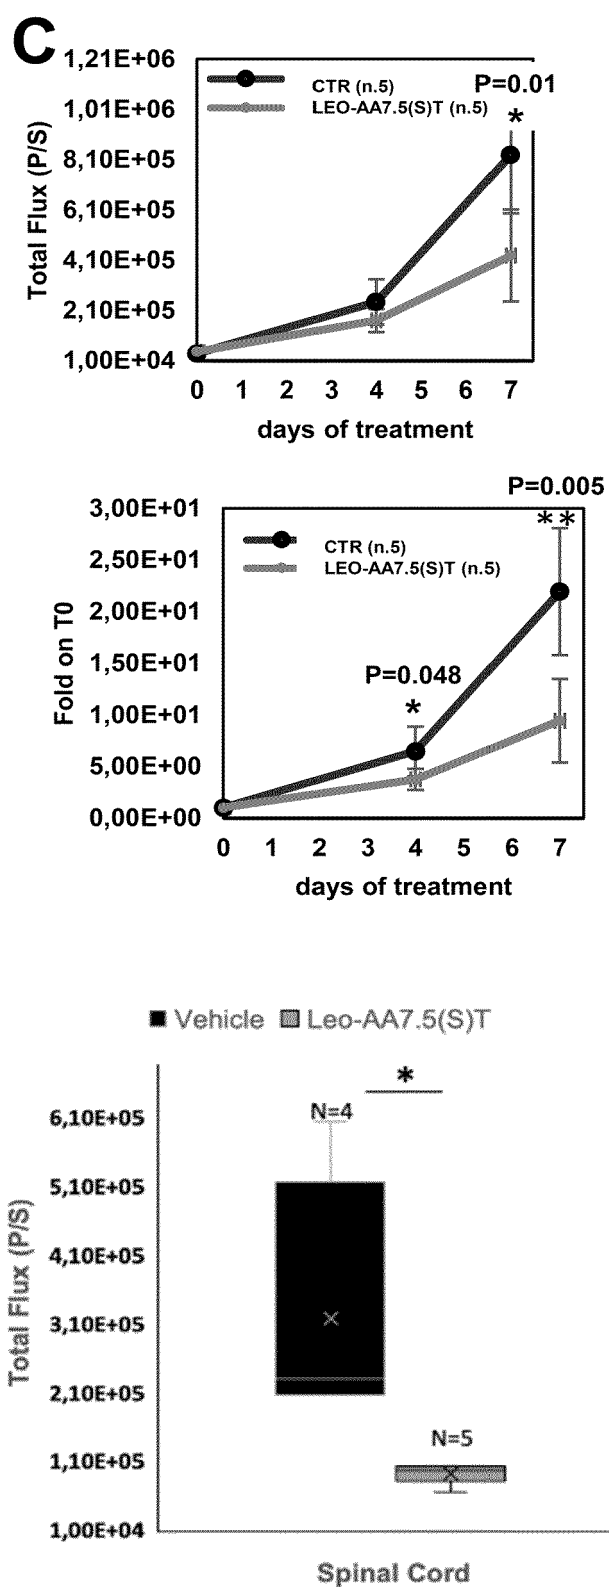 C
1,21E+06
1,01E+06
8,10E+05
6,10E+05
4,10E+05
2,10E+05
1,00E+04
Total Flux (P/S)
CTR (n.5)
LEO-AA7.5(S)T (n.5)
P=0.01
*
0 1 2 3 4 5 6 7
days of treatment
3,00E+01
2,50E+01
2,00E+01
1,50E+01
1,00E+01
5,00E+00
0,00E+00
Fold on T0
CTR (n.5)
LEO-AA7.5(S)T (n.5)
P=0.005
**
P=0.048
*
0 1 2 3 4 5 6 7
days of treatment
Vehicle Leo-AA7.5(S)T
6,10E+05
5,10E+05
4,10E+05
3,10E+05
2,10E+05
1,10E+05
1,00E+04
Total Flux (P/S)
*
N=4
N=5
Spinal Cord